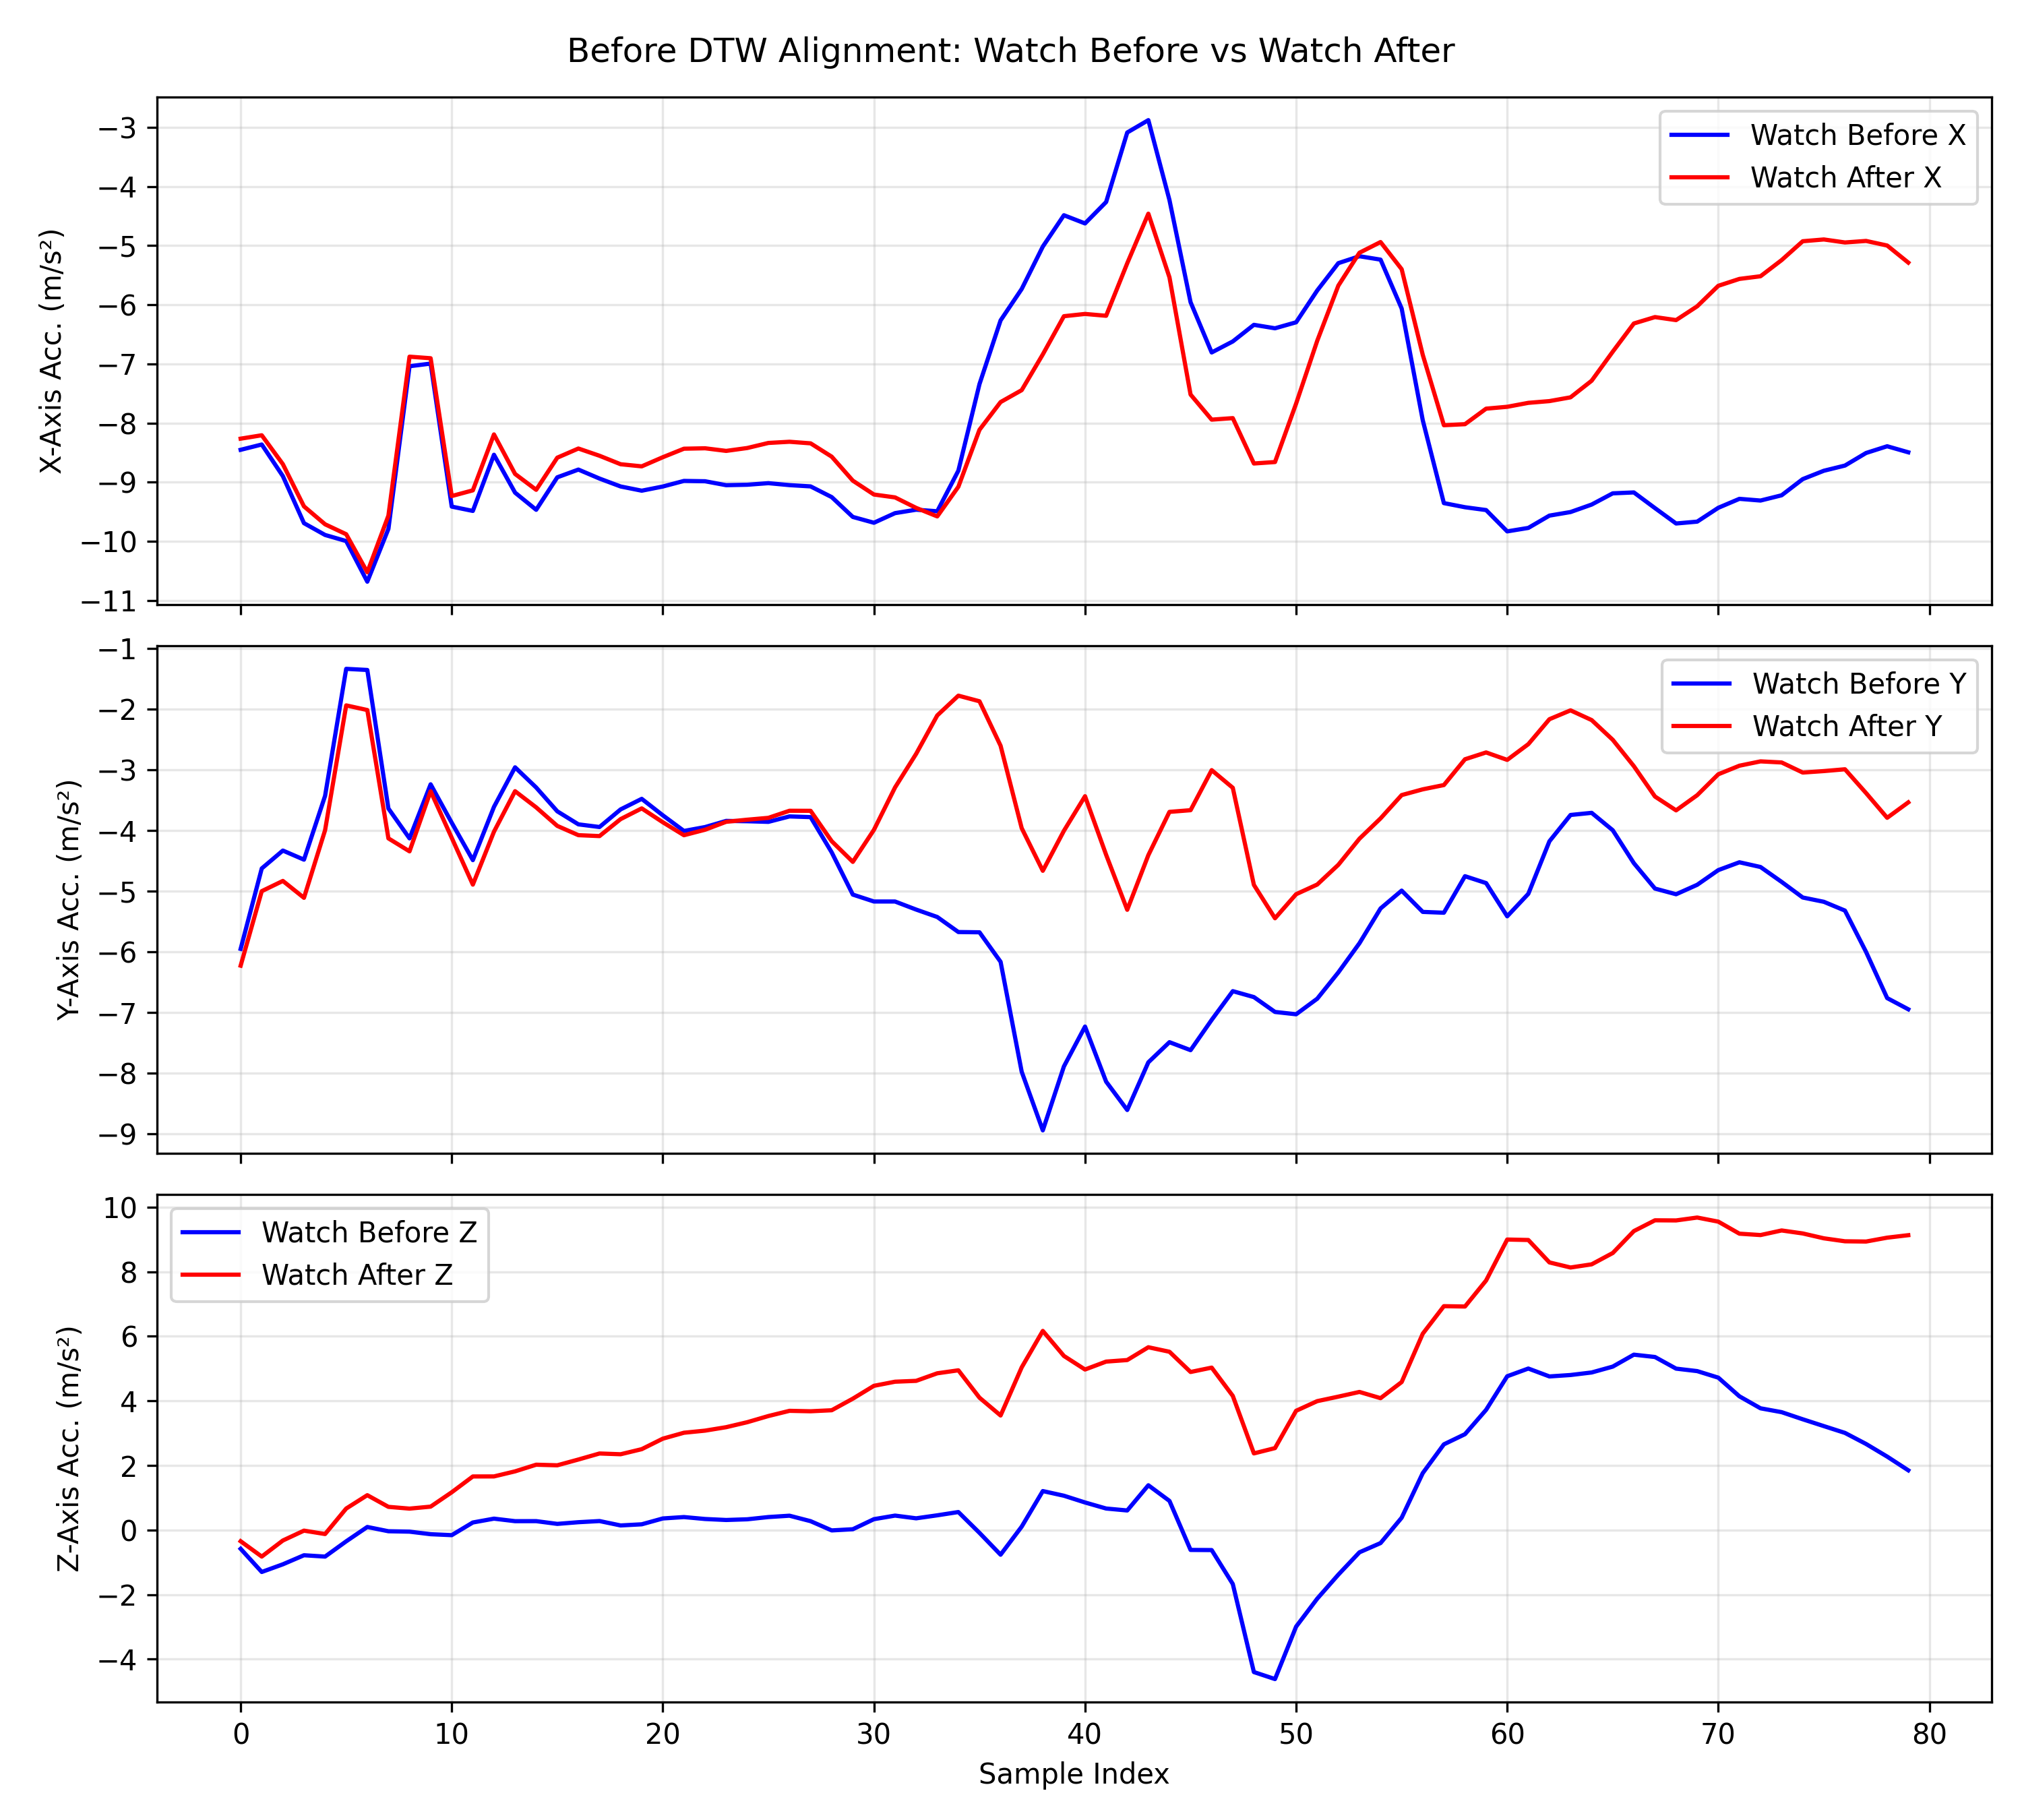 Before DTW Alignment: Watch Before vs Watch After
X-Axis Acc. (m/s²)
−3
−4
−5
−6
−7
−8
−9
−10
−11
Watch Before X
Watch After X
Y-Axis Acc. (m/s²)
−1
−2
−3
−4
−5
−6
−7
−8
−9
Watch Before Y
Watch After Y
Z-Axis Acc. (m/s²)
10
8
6
4
2
0
−2
−4
Watch Before Z
Watch After Z
0 10 20 30 40 50 60 70 80
Sample Index